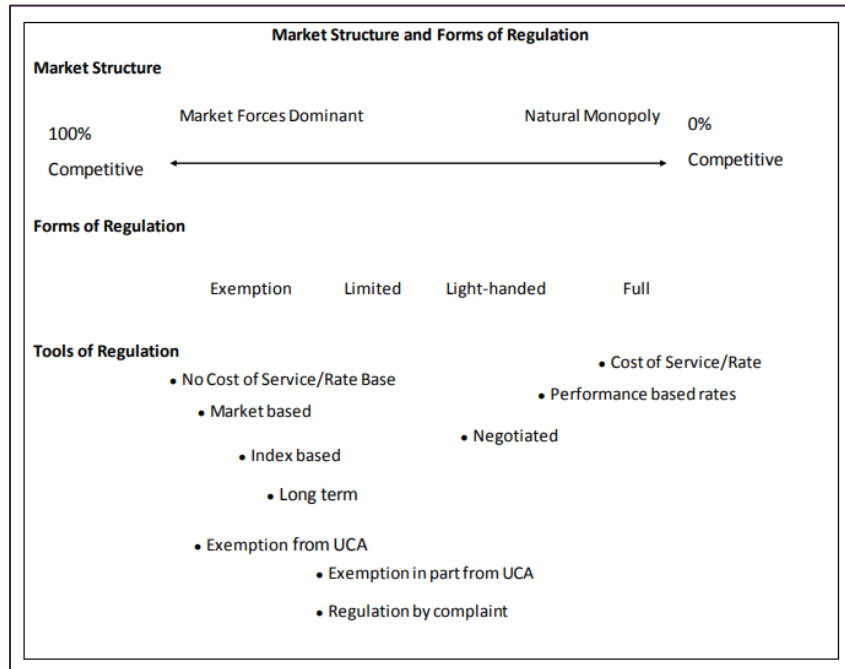 Market Structure and Forms of Regulation
Market Structure
Market Forces Dominant
Natural Monopoly
100%
Competitive
0%
Competitive
Forms of Regulation
Exemption
Limited
Light-handed
Full
Tools of Regulation
• Cost of Service/Rate
• No Cost of Service/Rate Base
• Performance based rates
• Market based
• Negotiated
• Index based
• Long term
• Exemption from UCA
• Exemption in part from UCA
• Regulation by complaint